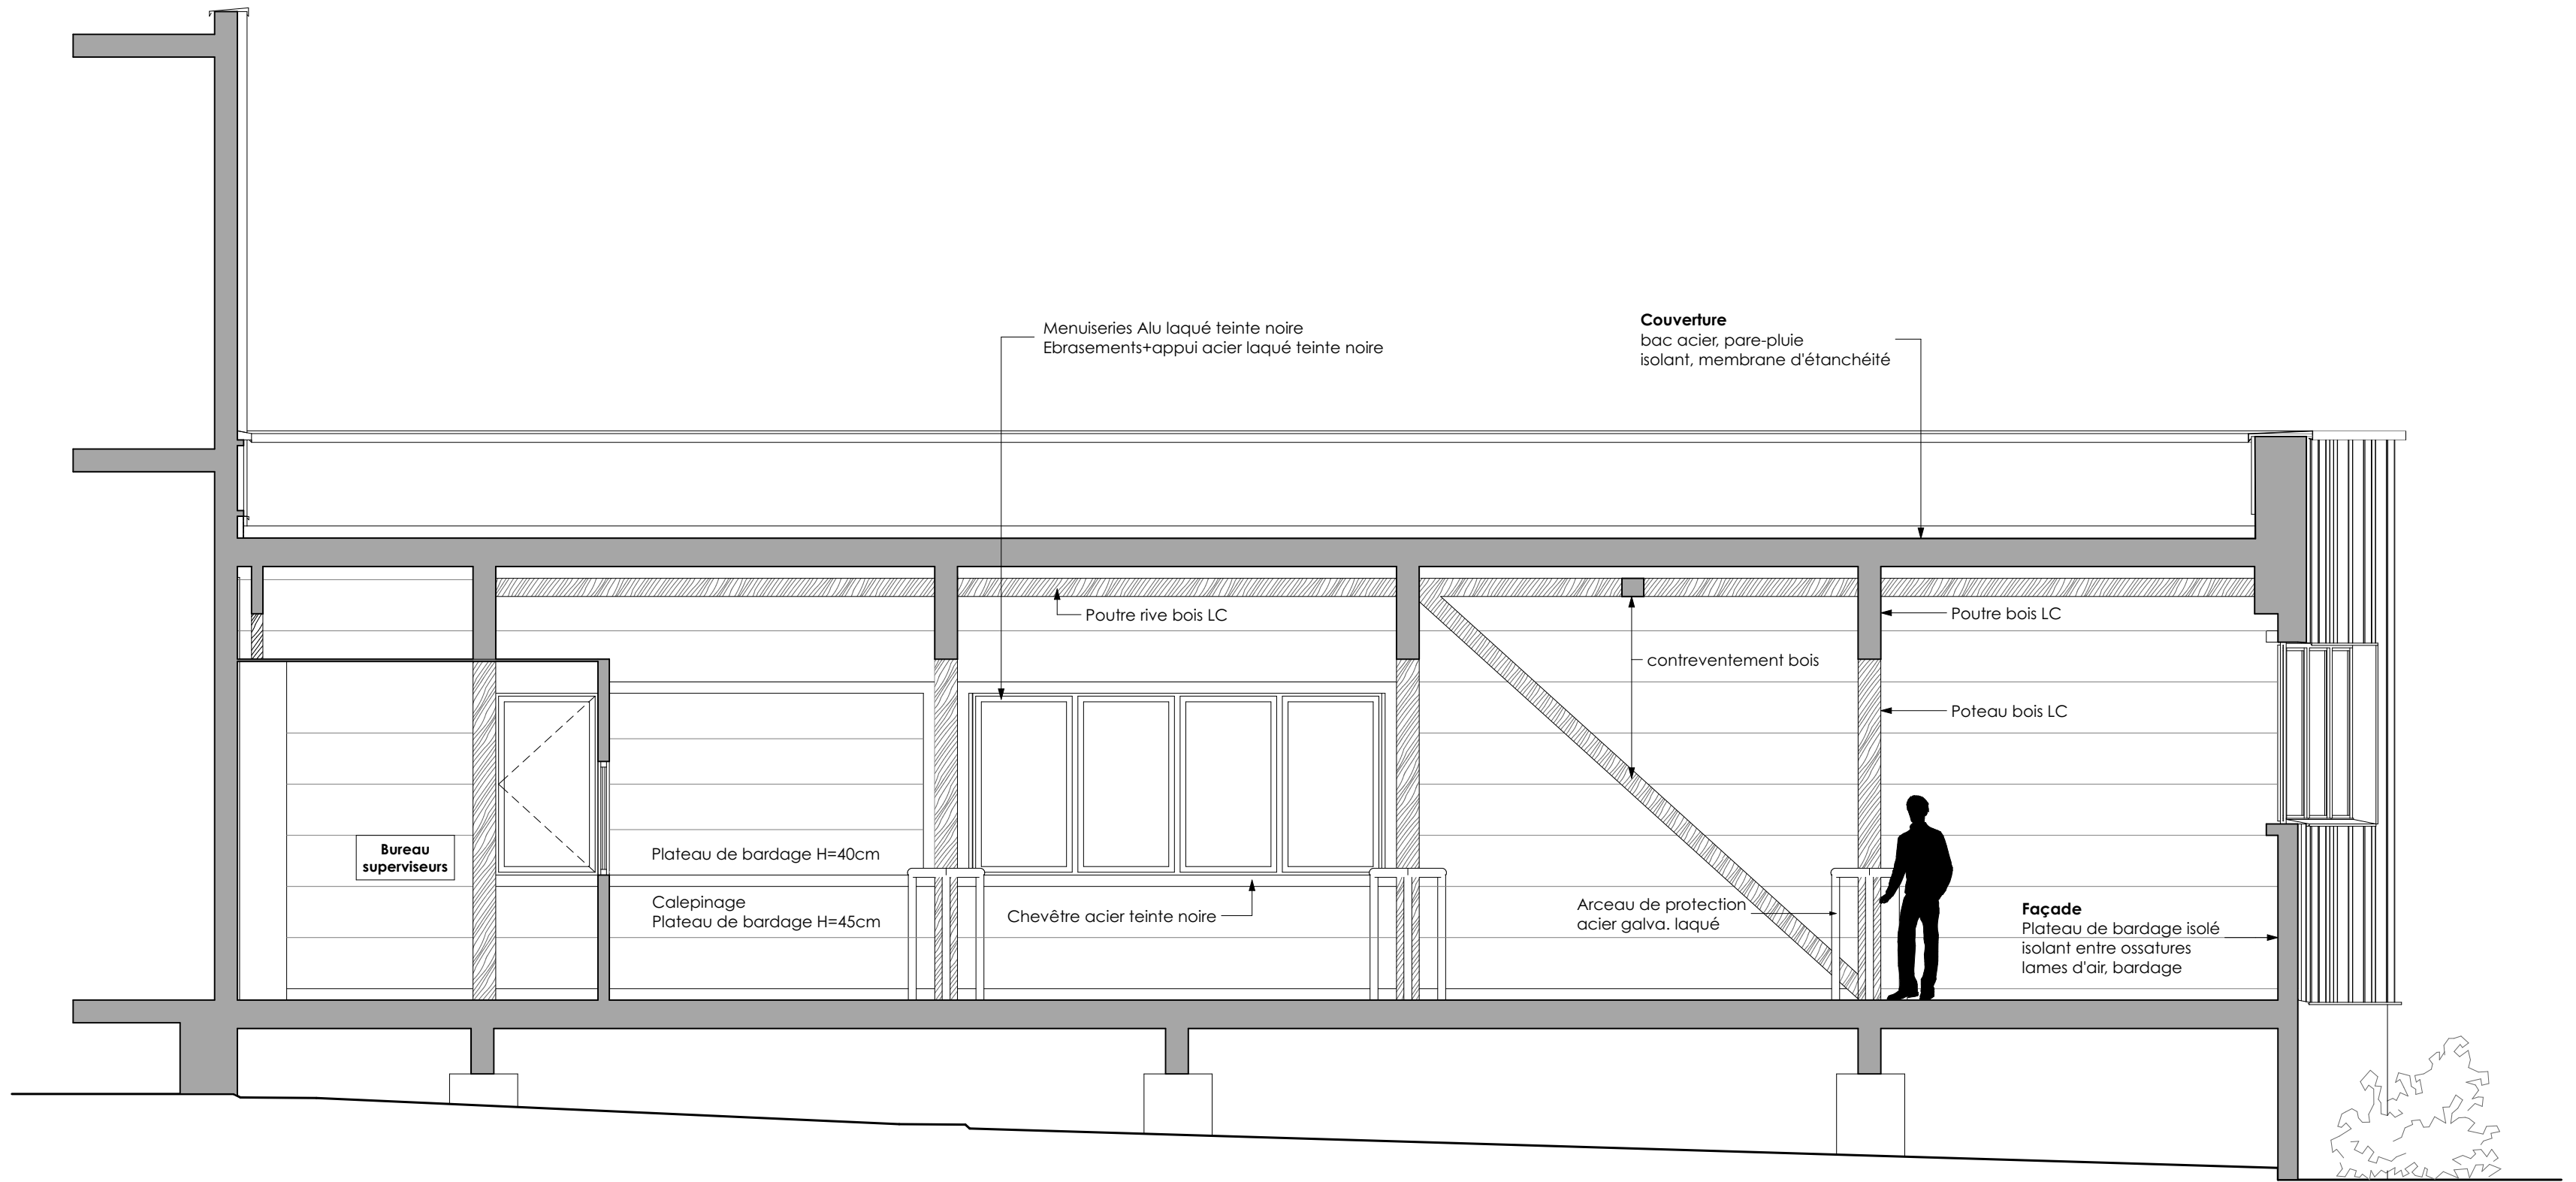 Menuiseries Alu laqué teinte noire
Ebrasements+appui acier laqué teinte noire
Couverture
bac acier, pare-pluie
isolant, membrane d'étanchéité
Poutre rive bois LC
Poutre bois LC
contreventement bois
Poteau bois LC
Bureau
superviseurs
Plateau de bardage H=40cm
Calepinage
Plateau de bardage H=45cm
Chevêtre acier teinte noire
Arceau de protection
acier galva. laqué
Façade
Plateau de bardage isolé
isolant entre ossatures
lames d'air, bardage